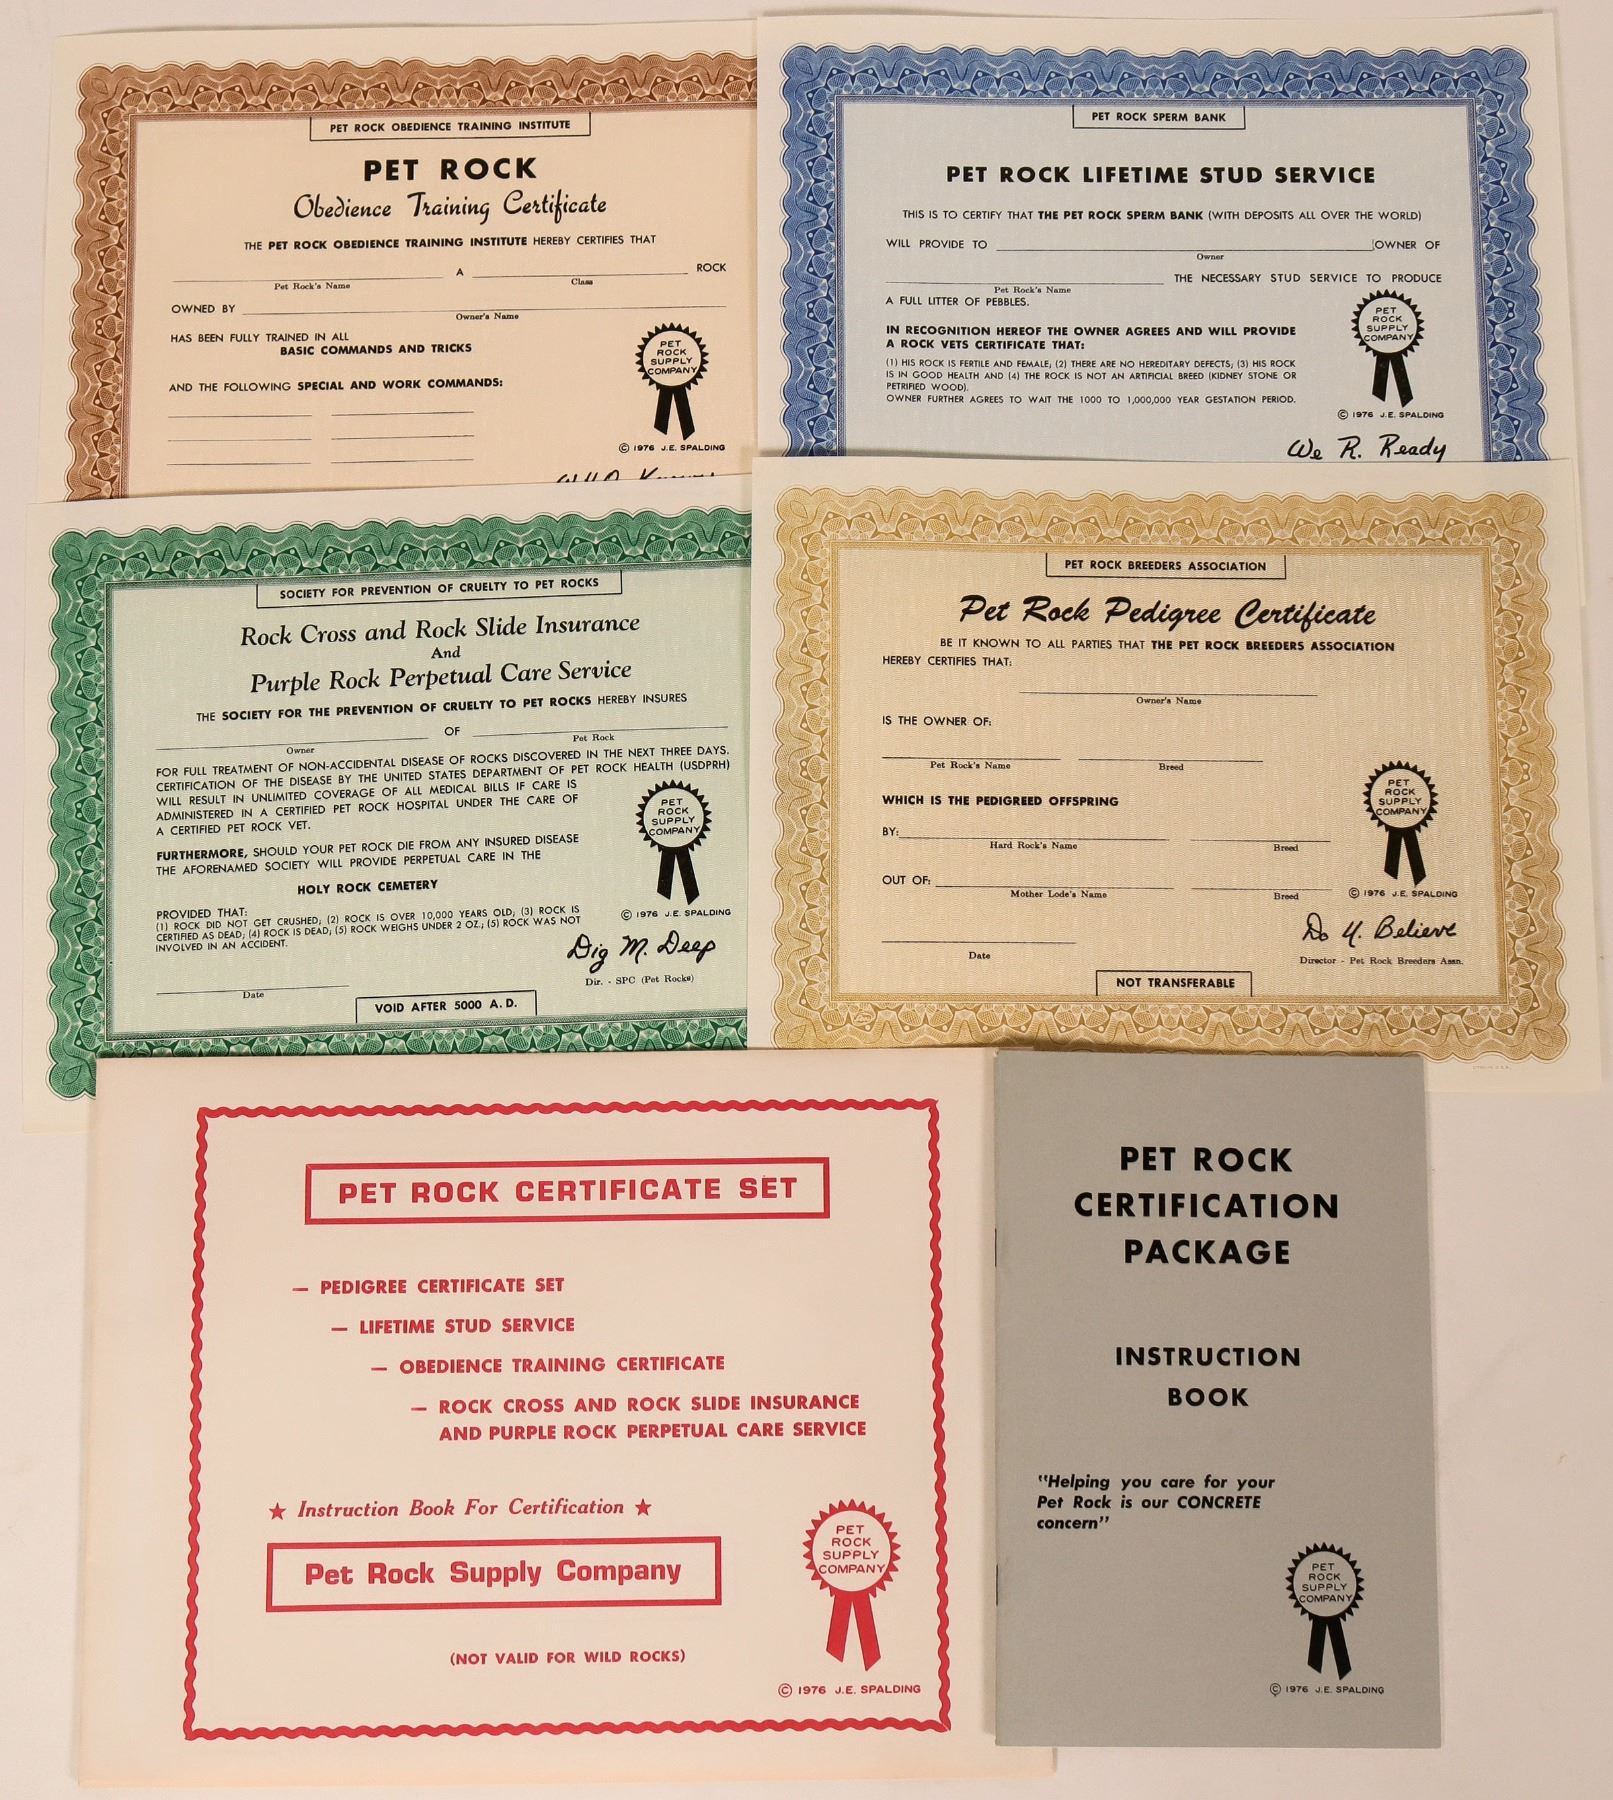 PET ROCK OBEDIENCE TRAINING INSTITUTE
PET ROCK
Obedience Training Certificate
THE PET ROCK OBEDIENCE TRAINING INSTITUTE HEREBY CERTIFIES THAT
A ROCK
Pet Rock's Name Class
OWNED BY
Owner's Name
HAS BEEN FULLY TRAINED IN ALL
BASIC COMMANDS AND TRICKS
AND THE FOLLOWING SPECIAL AND WORK COMMANDS:
PET
ROCK
SUPPLY
COMPANY
© 1976 J.E. SPALDING
PET ROCK SPERM BANK
PET ROCK LIFETIME STUD SERVICE
THIS IS TO CERTIFY THAT THE PET ROCK SPERM BANK (WITH DEPOSITS ALL OVER THE WORLD)
WILL PROVIDE TO OWNER OF
Owner
THE NECESSARY STUD SERVICE TO PRODUCE
Pet Rock's Name
A FULL LITTER OF PEBBLES.
IN RECOGNITION HEREOF THE OWNER AGREES AND WILL PROVIDE
A ROCK VETS CERTIFICATE THAT:
(1) HIS ROCK IS FERTILE AND FEMALE; (2) THERE ARE NO HEREDITARY DEFECTS; (3) HIS ROCK
IS IN GOOD HEALTH AND (4) THE ROCK IS NOT AN ARTIFICIAL BREED (KIDNEY STONE OR
PETRIFIED WOOD).
OWNER FURTHER AGREES TO WAIT THE 1000 TO 1,000,000 YEAR GESTATION PERIOD.
PET
ROCK
SUPPLY
COMPANY
© 1976 J.E. SPALDING
We R. Ready
SOCIETY FOR PREVENTION OF CRUELTY TO PET ROCKS
Rock Cross and Rock Slide Insurance
And
Purple Rock Perpetual Care Service
THE SOCIETY FOR THE PREVENTION OF CRUELTY TO PET ROCKS HEREBY INSURES
OF
Owner Pet Rock
FOR FULL TREATMENT OF NON-ACCIDENTAL DISEASE OF ROCKS DISCOVERED IN THE NEXT THREE DAYS.
CERTIFICATION OF THE DISEASE BY THE UNITED STATES DEPARTMENT OF PET ROCK HEALTH (USDPRH)
WILL RESULT IN UNLIMITED COVERAGE OF ALL MEDICAL BILLS IF CARE IS
ADMINISTERED IN A CERTIFIED PET ROCK HOSPITAL UNDER THE CARE OF
A CERTIFIED PET ROCK VET.
FURTHERMORE, SHOULD YOUR PET ROCK DIE FROM ANY INSURED DISEASE
THE AFORENAMED SOCIETY WILL PROVIDE PERPETUAL CARE IN THE
HOLY ROCK CEMETERY
PROVIDED THAT:
(1) ROCK DID NOT GET CRUSHED; (2) ROCK IS OVER 10,000 YEARS OLD; (3) ROCK IS
CERTIFIED AS DEAD; (4) ROCK IS DEAD; (5) ROCK WEIGHS UNDER 2 OZ.; (5) ROCK WAS NOT
INVOLVED IN AN ACCIDENT.
PET
ROCK
SUPPLY
COMPANY
© 1976 J.E. SPALDING
Dig M. Deep
Dir. - SPC (Pet Rocks)
Date
VOID AFTER 5000 A.D.
PET ROCK BREEDERS ASSOCIATION
Pet Rock Pedigree Certificate
BE IT KNOWN TO ALL PARTIES THAT THE PET ROCK BREEDERS ASSOCIATION
HEREBY CERTIFIES THAT:
Owner's Name
IS THE OWNER OF:
Pet Rock's Name Breed
WHICH IS THE PEDIGREED OFFSPRING
BY:
Hard Rock's Name Breed
OUT OF:
Mother Lode's Name Breed
PET
ROCK
SUPPLY
COMPANY
© 1976 J.E. SPALDING
Do U. Believe
Date
Director - Pet Rock Breeders Assn.
NOT TRANSFERABLE
PET ROCK CERTIFICATE SET
— PEDIGREE CERTIFICATE SET
— LIFETIME STUD SERVICE
— OBEDIENCE TRAINING CERTIFICATE
— ROCK CROSS AND ROCK SLIDE INSURANCE
AND PURPLE ROCK PERPETUAL CARE SERVICE
★ Instruction Book For Certification ★
Pet Rock Supply Company
(NOT VALID FOR WILD ROCKS)
PET
ROCK
SUPPLY
COMPANY
© 1976 J.E. SPALDING
PET ROCK
CERTIFICATION
PACKAGE
INSTRUCTION
BOOK
"Helping you care for your
Pet Rock is our CONCRETE
concern"
PET
ROCK
SUPPLY
COMPANY
© 1976 J.E. SPALDING